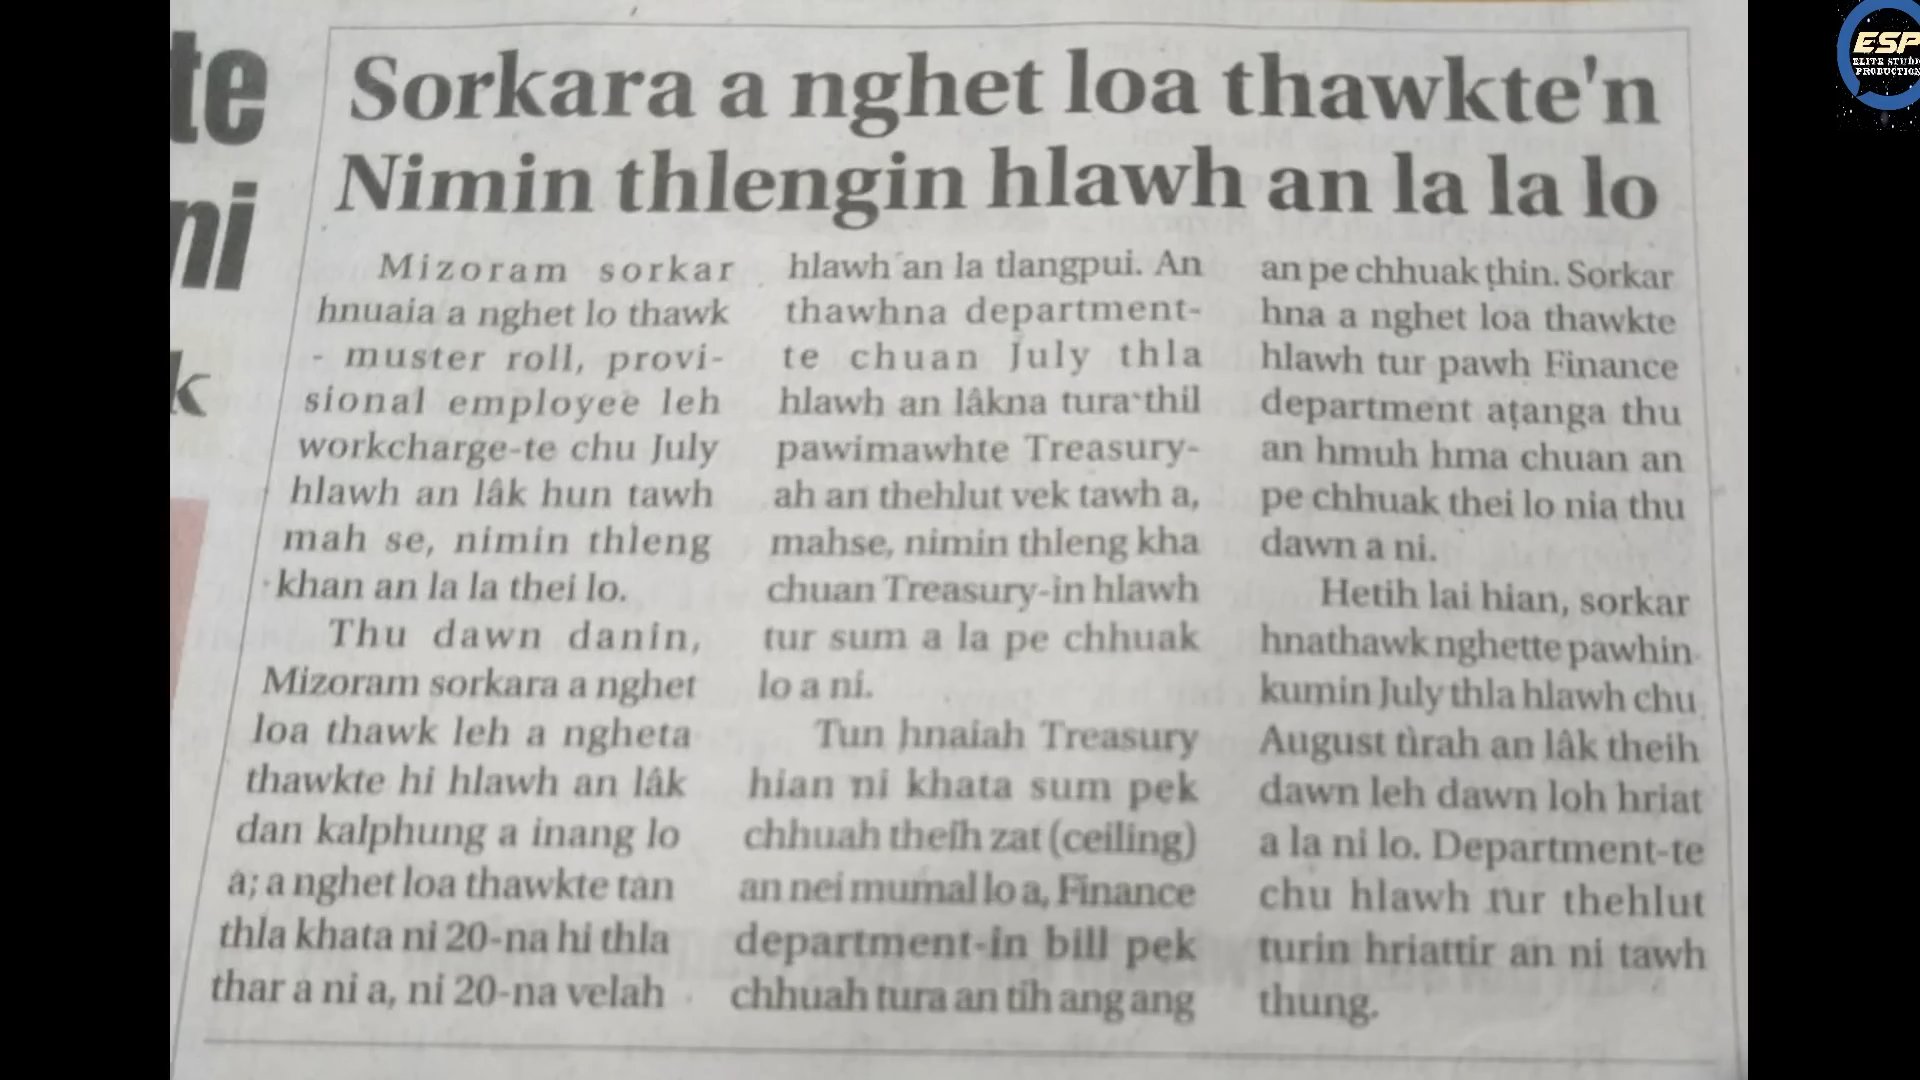 te
ni
k
Sorkara a nghet loa thawkte'n
Nimin thlengin hlawh an la la lo
Mizoram sorkar
hnuaia a nghet lo thawk
- muster roll, provi-
sional employee leh
workcharge-te chu July
hlawh an lâk hun tawh
mah se, nimin thleng
khan an la la thei lo.
Thu dawn danin,
Mizoram sorkara a nghet
loa thawk leh a ngheta
thawkte hi hlawh an lâk
dan kalphung a inang lo
a; a nghet loa thawkte tan
thla khata ni 20-na hi thla
thar a ni a, ni 20-na velah
hlawh an la tlangpui. An
thawhna department-
te chuan July thla
hlawh an lâkna tura thil
pawimawhte Treasury-
ah an thehlut vek tawh a,
mahse, nimin thleng kha
chuan Treasury-in hlawh
tur sum a la pe chhuak
lo a ni.
Tun hnaiah Treasury
hian ni khata sum pek
chhuah theih zat (ceiling)
an nei mumal lo a, Finance
department-in bill pek
chhuah tura an tih ang ang
an pe chhuak ṭhin. Sorkar
hna a nghet loa thawkte
hlawh tur pawh Finance
department aṭanga thu
an hmuh hma chuan an
pe chhuak thei lo nia thu
dawn a ni.
Hetih lai hian, sorkar
hnathawk nghette pawhin
kumin July thla hlawh chu
August tirah an lâk theih
dawn leh dawn loh hriat
a la ni lo. Department-te
chu hlawh tur thehlut
turin hriattir an ni tawh
thung.
ESP
ELITE STUDIO
PRODUCTION